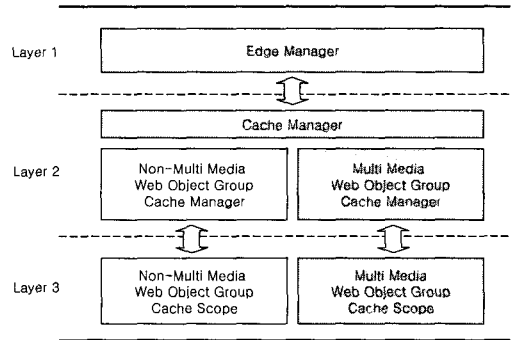 Layer 1
Edge Manager
Cache Manager
Layer 2
Non-Multi Media
Web Object Group
Cache Manager
Multi Media
Web Object Group
Cache Manager
Layer 3
Non-Multi Media
Web Object Group
Cache Scope
Multi Media
Web Object Group
Cache Scope